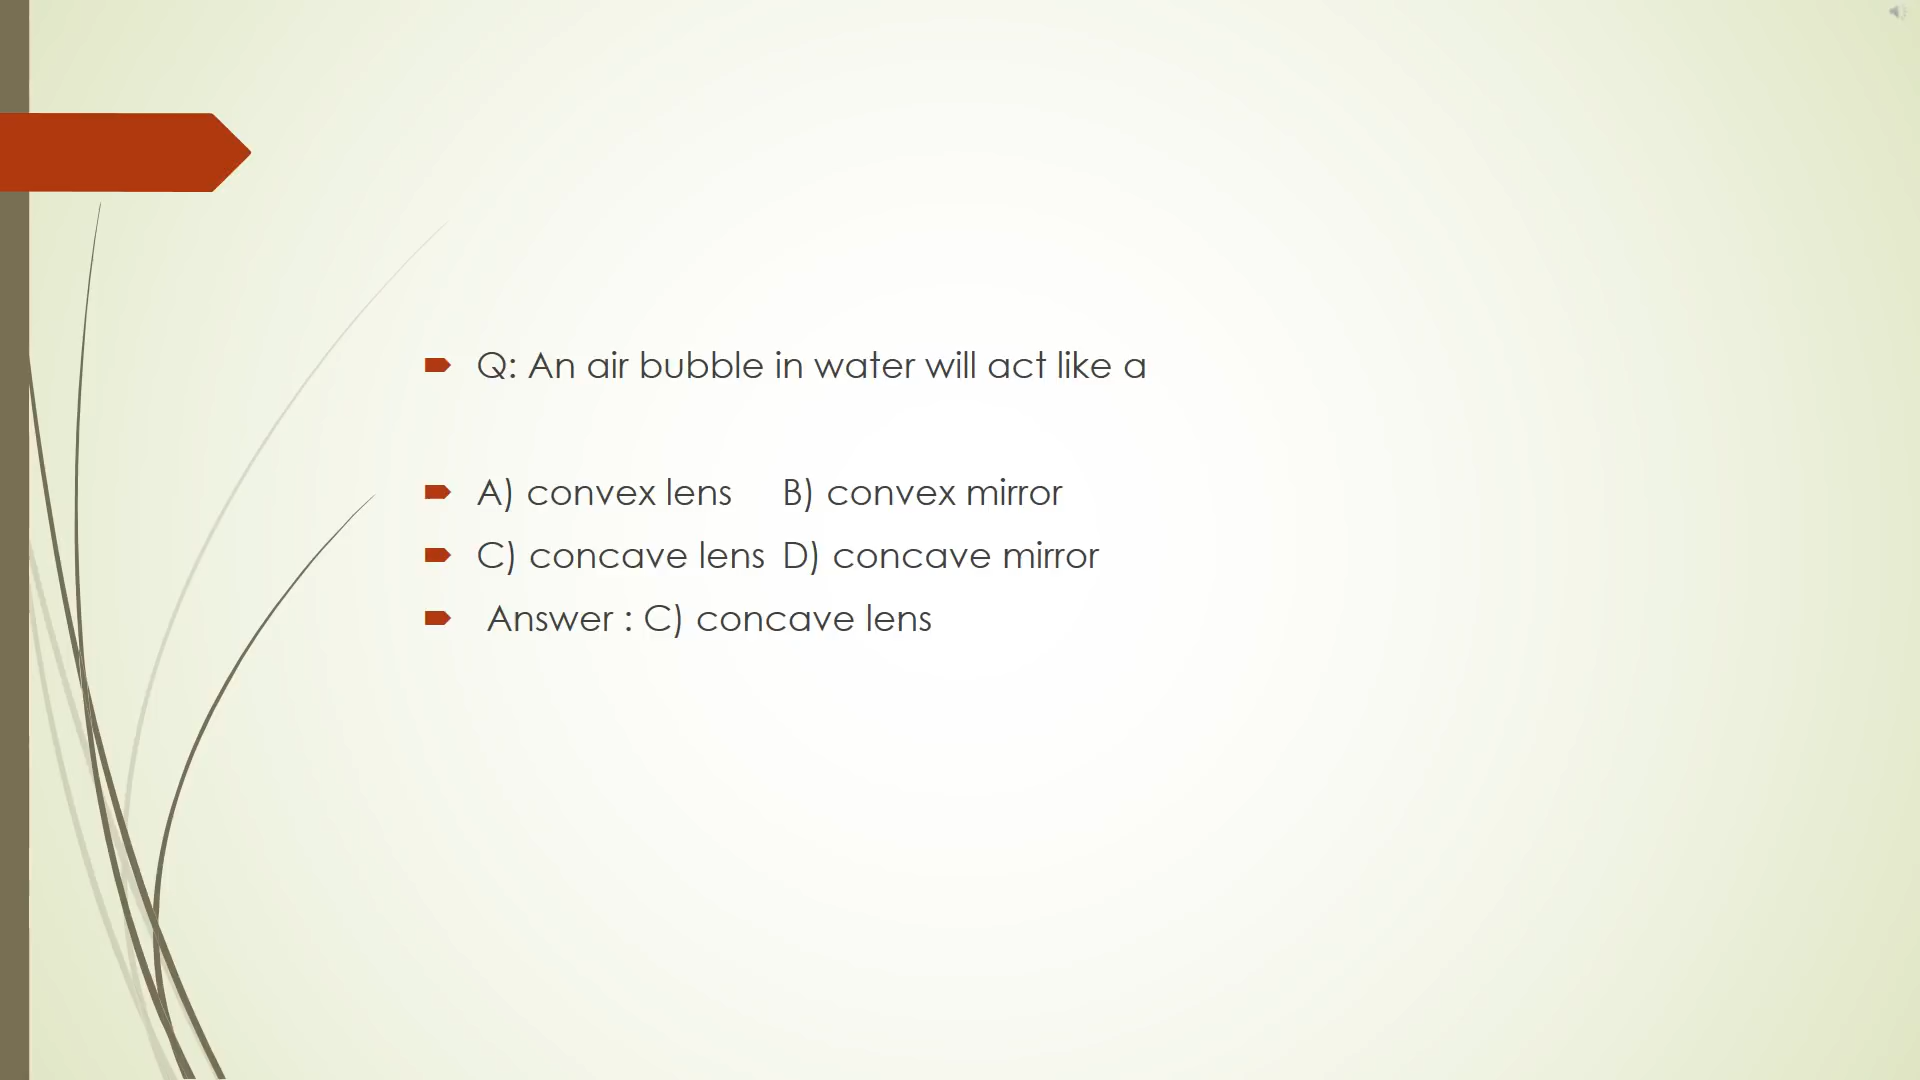 Q: An air bubble in water will act like a
A) convex lens B) convex mirror
C) concave lens D) concave mirror
Answer : C) concave lens